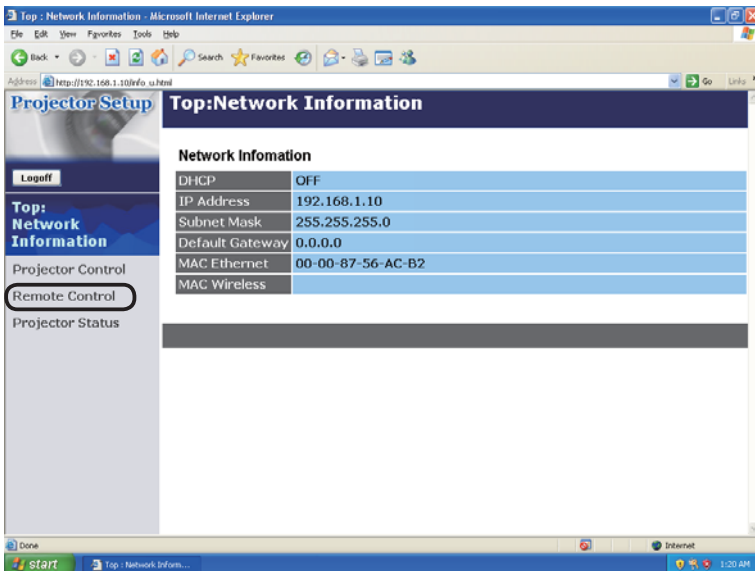 Top : Network Information - Microsoft Internet Explorer
File Edit View Favorites Tools Help
Back Search Favorites
Address http://192.168.1.10/info_u.html Go Links
Projector Setup
Top:Network Information
Network Infomation
Logoff
DHCP OFF
IP Address 192.168.1.10
Subnet Mask 255.255.255.0
Default Gateway 0.0.0.0
MAC Ethernet 00-00-87-56-AC-B2
MAC Wireless
Top:
Network
Information
Projector Control
Remote Control
Projector Status
Done Internet
start Top : Network Inform... 1:20 AM